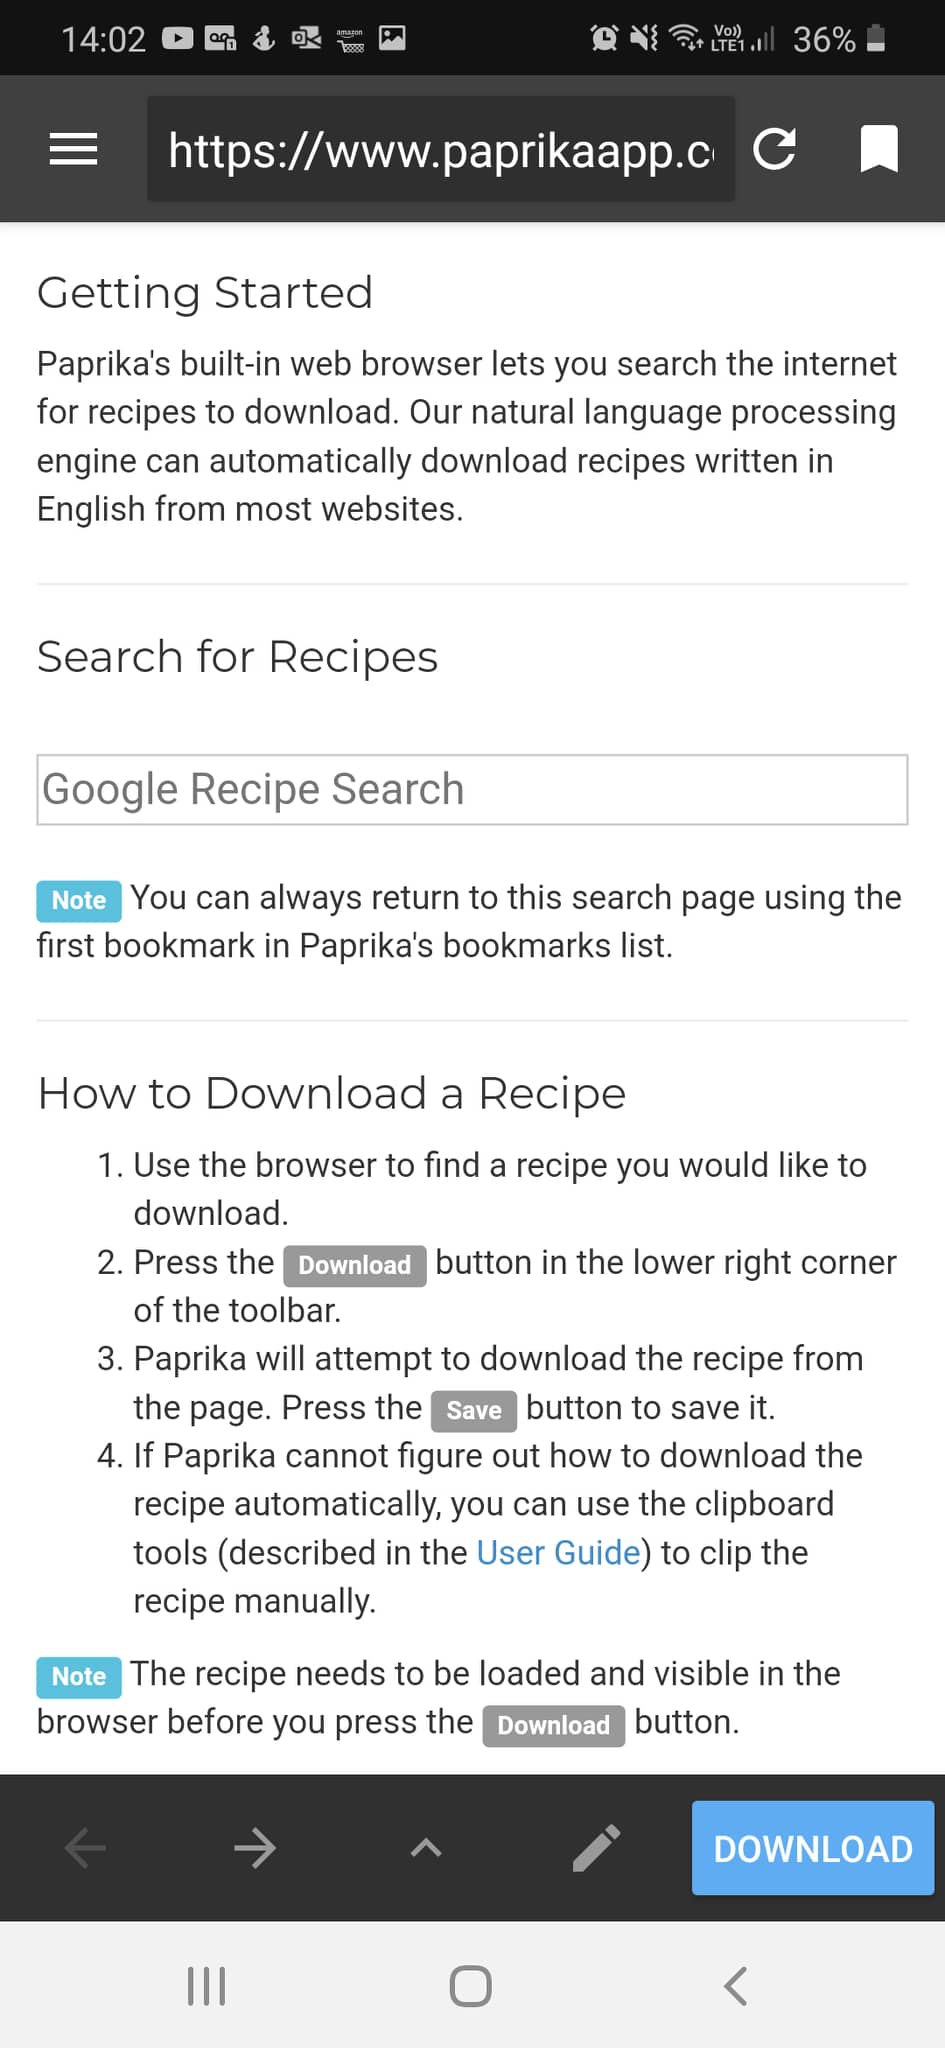 14:02
amazon
Vo))
LTE1
36%
https://www.paprikaapp.c
Getting Started
Paprika's built-in web browser lets you search the internet
for recipes to download. Our natural language processing
engine can automatically download recipes written in
English from most websites.
Search for Recipes
Google Recipe Search
Note You can always return to this search page using the
first bookmark in Paprika's bookmarks list.
How to Download a Recipe
1. Use the browser to find a recipe you would like to
download.
2. Press the Download button in the lower right corner
of the toolbar.
3. Paprika will attempt to download the recipe from
the page. Press the Save button to save it.
4. If Paprika cannot figure out how to download the
recipe automatically, you can use the clipboard
tools (described in the User Guide) to clip the
recipe manually.
Note The recipe needs to be loaded and visible in the
browser before you press the Download button.
DOWNLOAD